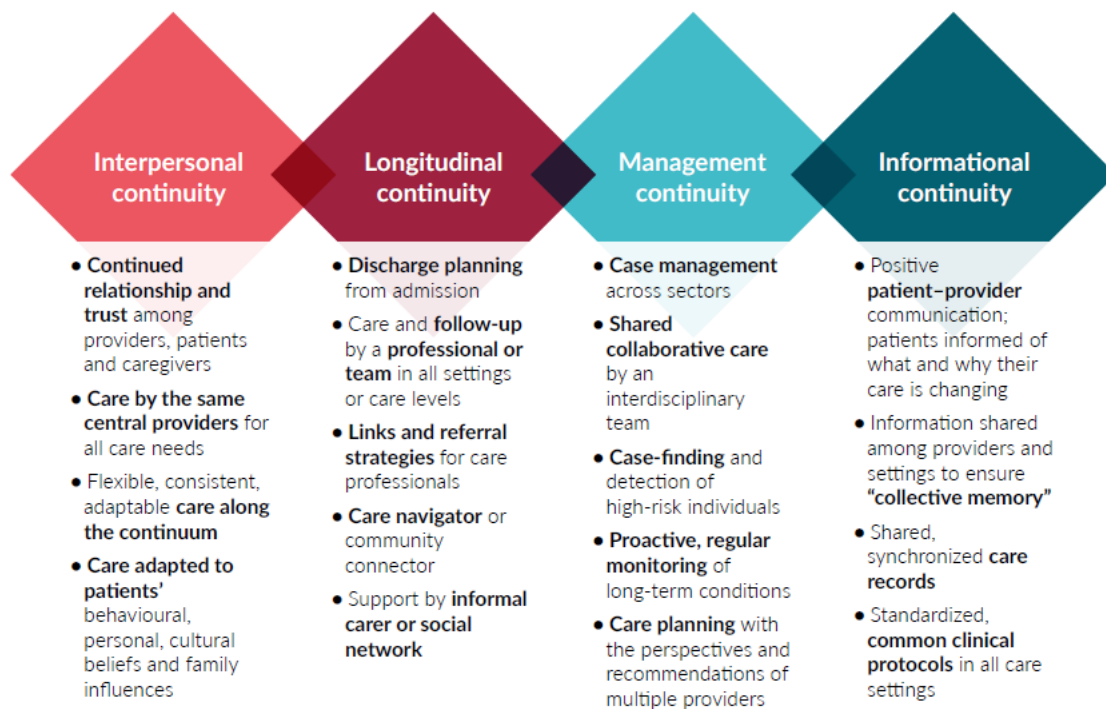 Interpersonal
continuity
● Continued
relationship and
trust among
providers, patients
and caregivers
● Care by the same
central providers for
all care needs
● Flexible, consistent,
adaptable care along
the continuum
● Care adapted to
patients’
behavioural,
personal, cultural
beliefs and family
influences
Longitudinal
continuity
● Discharge planning
from admission
● Care and follow-up
by a professional or
team in all settings
or care levels
● Links and referral
strategies for care
professionals
● Care navigator or
community
connector
● Support by informal
carer or social
network
Management
continuity
● Case management
across sectors
● Shared
collaborative care
by an
interdisciplinary
team
● Case-finding and
detection of
high-risk individuals
● Proactive, regular
monitoring of
long-term conditions
● Care planning with
the perspectives and
recommendations of
multiple providers
Informational
continuity
● Positive
patient–provider
communication;
patients informed of
what and why their
care is changing
● Information shared
among providers and
settings to ensure
“collective memory”
● Shared,
synchronized care
records
● Standardized,
common clinical
protocols in all care
settings